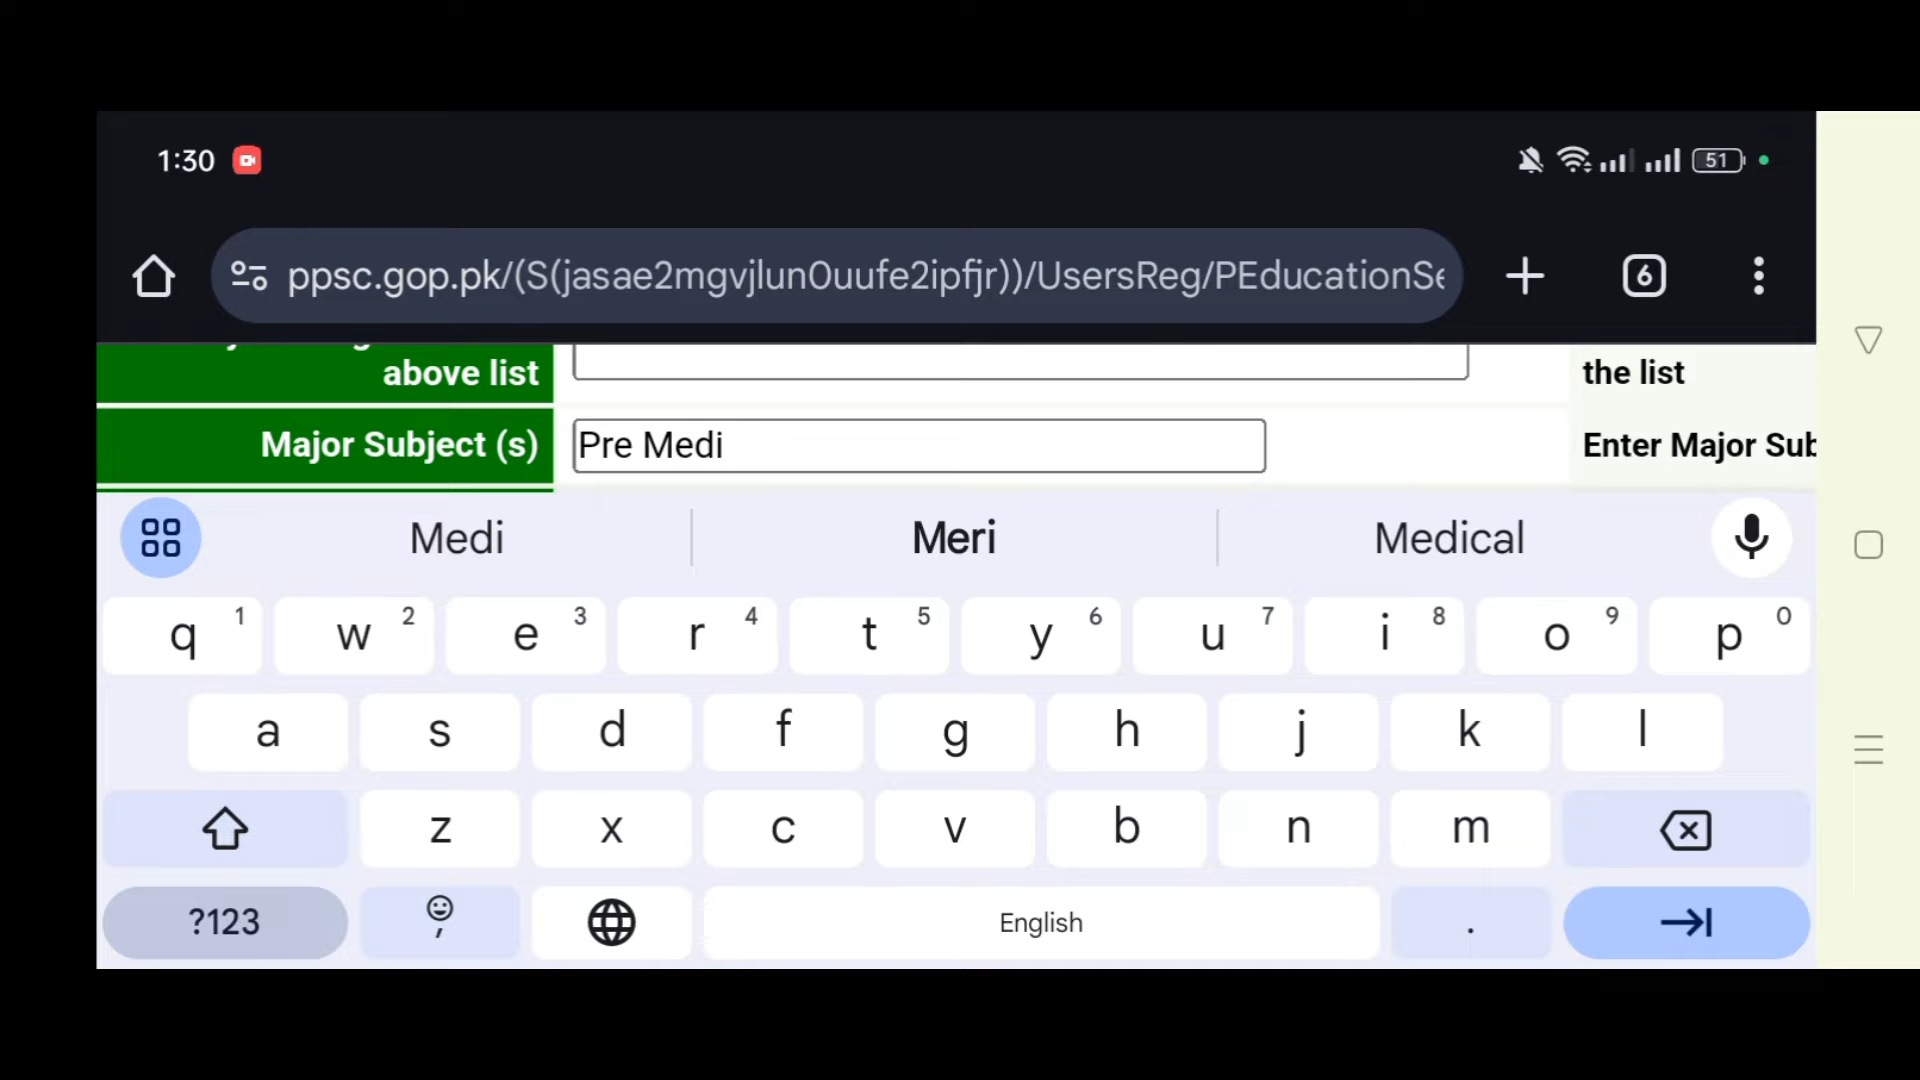 1:30
51
ppsc.gop.pk/(S(jasae2mgvjlun0uufe2ipfjr))/UsersReg/PEducationSe
6
above list
the list
Major Subject (s)
Pre Medi
Enter Major Sub
Medi Meri Medical
q 1 w 2 e 3 r 4 t 5 y 6 u 7 i 8 o 9 p 0
a s d f g h j k l
z x c v b n m
?123 , English .